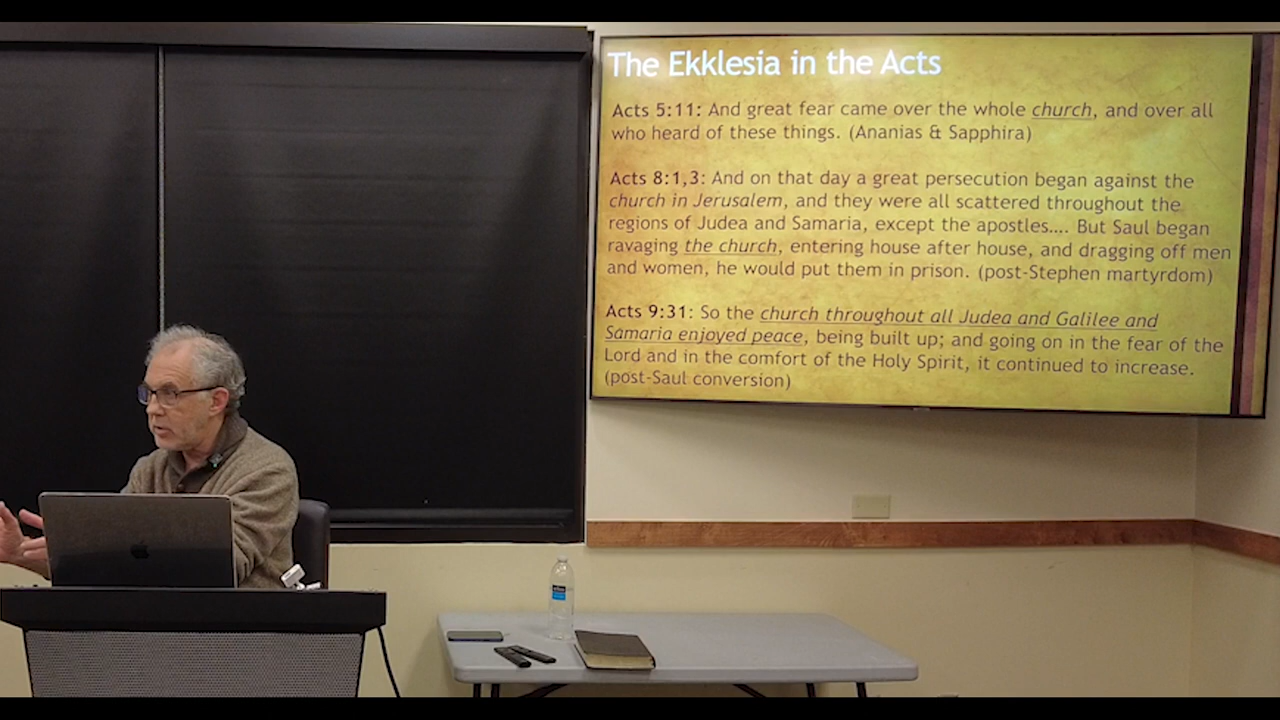 The Ekklesia in the Acts
Acts 5:11: And great fear came over the whole church, and over all
who heard of these things. (Ananias & Sapphira)
Acts 8:1,3: And on that day a great persecution began against the
church in Jerusalem, and they were all scattered throughout the
regions of Judea and Samaria, except the apostles.... But Saul began
ravaging the church, entering house after house, and dragging off men
and women, he would put them in prison. (post-Stephen martyrdom)
Acts 9:31: So the church throughout all Judea and Galilee and
Samaria enjoyed peace, being built up; and going on in the fear of the
Lord and in the comfort of the Holy Spirit, it continued to increase.
(post-Saul conversion)